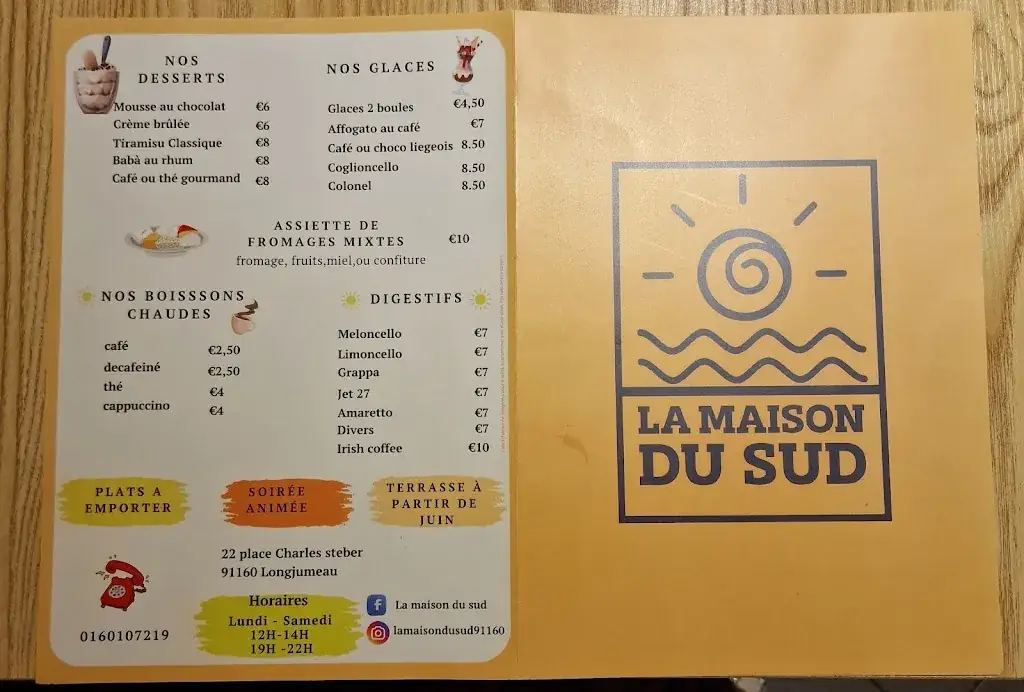 NOS
DESSERTS
Mousse au chocolat €6
Crème brûlée €6
Tiramisu Classique €8
Babà au rhum €8
Café ou thé gourmand €8
NOS GLACES
Glaces 2 boules €4,50
Affogato au café €7
Café ou choco liegeois 8.50
Coglioncello 8.50
Colonel 8.50
ASSIETTE DE
FROMAGES MIXTES €10
fromage, fruits,miel,ou confiture
NOS BOISSSONS
CHAUDES
café €2,50
decafeiné €2,50
thé €4
cappuccino €4
DIGESTIFS
Meloncello €7
Limoncello €7
Grappa €7
Jet 27 €7
Amaretto €7
Divers €7
Irish coffee €10
PLATS A
EMPORTER
SOIRÉE
ANIMÉE
TERRASSE À
PARTIR DE
JUIN
22 place Charles steber
91160 Longjumeau
0160107219
Horaires
Lundi - Samedi
12H-14H
19H -22H
La maison du sud
lamaisondusud91160
LA MAISON
DU SUD